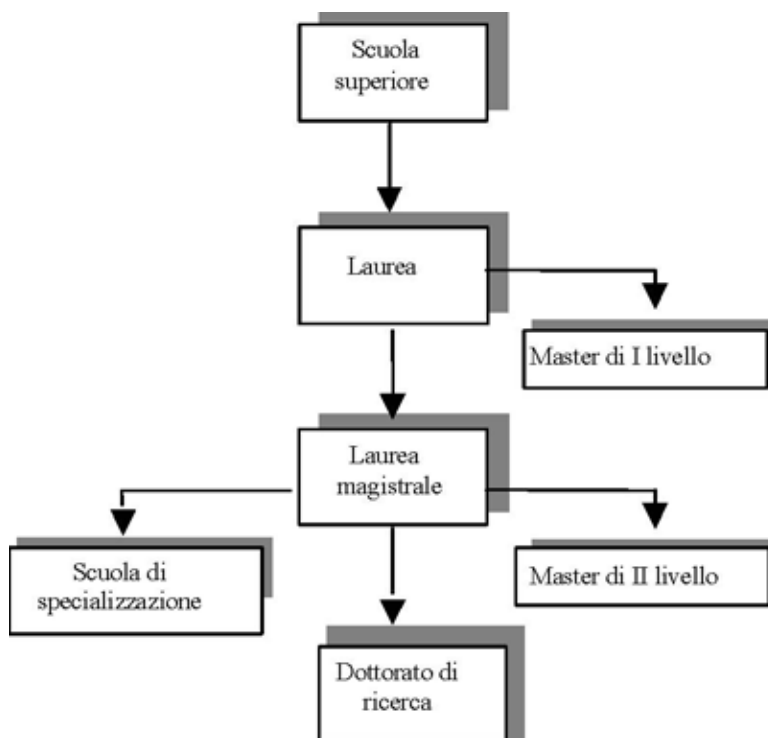 Scuola
superiore
Laurea
Master di I livello
Laurea
magistrale
Scuola di
specializzazione
Master di II livello
Dottorato di
ricerca